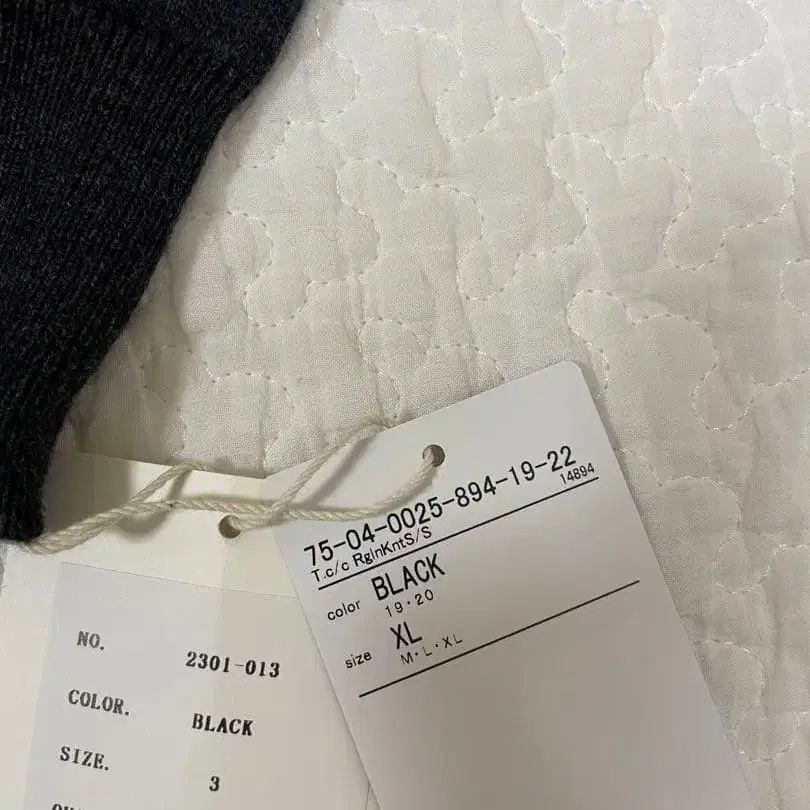 75-04-0025-894-19-22
14894
T.c/c RglnKntS/S
color BLACK
19・20
size XL
M・L・XL
NO. 2301-013
COLOR. BLACK
SIZE. 3